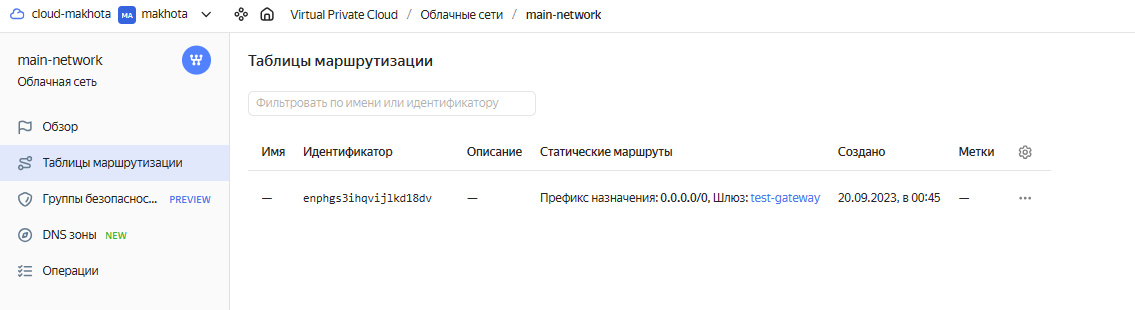 cloud-makhota MA makhota Virtual Private Cloud / Облачные сети / main-network
main-network
Облачная сеть
Обзор
Таблицы маршрутизации
Группы безопаснос... PREVIEW
DNS зоны NEW
Операции
Таблицы маршрутизации
Фильтровать по имени или идентификатору
Имя Идентификатор Описание Статические маршруты Создано Метки
— enphgs3ihqvijlkd18dv — Префикс назначения: 0.0.0.0/0, Шлюз: test-gateway 20.09.2023, в 00:45 —